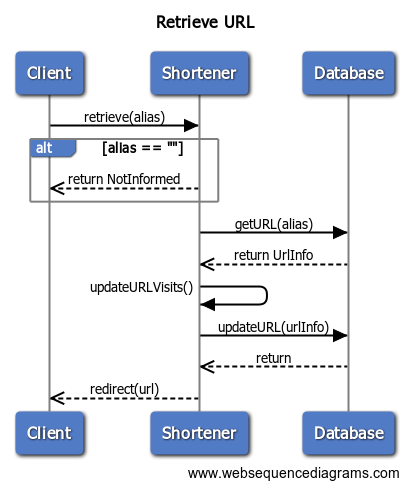 Retrieve URL
Client Shortener Database
retrieve(alias)
alt [alias == ""]
return NotInformed
getURL(alias)
return UrlInfo
updateURLVisits()
updateURL(urlInfo)
return
redirect(url)
Client Shortener Database
www.websequencediagrams.com